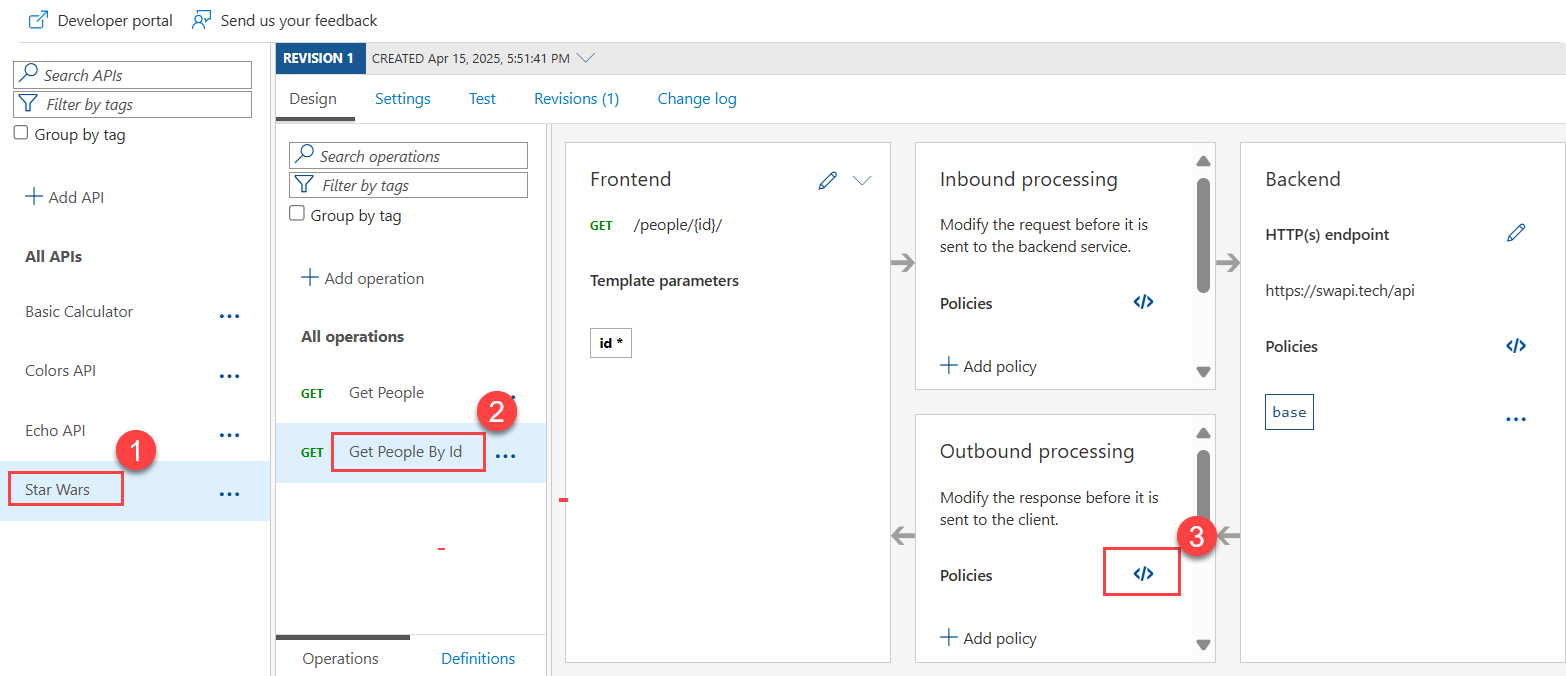 Developer portal
Send us your feedback
Search APIs
Filter by tags
Group by tag
Add API
All APIs
Basic Calculator
Colors API
Echo API
1
Star Wars
REVISION 1 CREATED Apr 15, 2025, 5:51:41 PM
Design Settings Test Revisions (1) Change log
Search operations
Filter by tags
Group by tag
Add operation
All operations
GET Get People
2
GET Get People By Id
Operations Definitions
Frontend
GET /people/{id}/
Template parameters
id *
Inbound processing
Modify the request before it is
sent to the backend service.
Policies </>
Add policy
Outbound processing
Modify the response before it is
sent to the client.
3
Policies </>
Add policy
Backend
HTTP(s) endpoint
https://swapi.tech/api
Policies </>
base